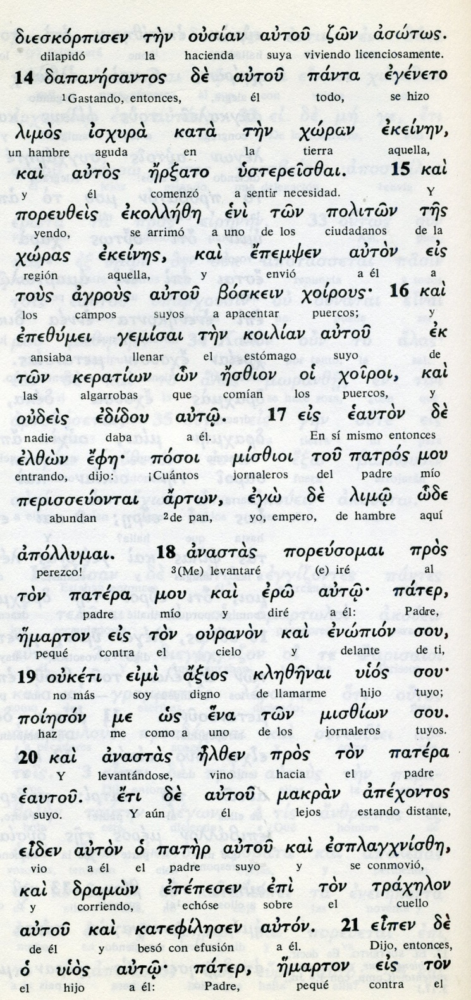 διεσκόρπισεν τὴν οὐσίαν αὐτοῦ ζῶν ἀσώτως.
dilapidó la hacienda suya viviendo licenciosamente.
14 δαπανήσαντος δὲ αὐτοῦ πάντα ἐγένετο
¹Gastando, entonces, él todo, se hizo
λιμὸς ἰσχυρὰ κατὰ τὴν χώραν ἐκείνην,
un hambre aguda en la tierra aquella,
καὶ αὐτὸς ἤρξατο ὑστερεῖσθαι. 15 καὶ
y él comenzó a sentir necesidad. Y
πορευθεὶς ἐκολλήθη ἑνὶ τῶν πολιτῶν τῆς
yendo, se arrimó a uno de los ciudadanos de la
χώρας ἐκείνης, καὶ ἔπεμψεν αὐτὸν εἰς
región aquella, y envió a él a
τοὺς ἀγροὺς αὐτοῦ βόσκειν χοίρους· 16 καὶ
los campos suyos a apacentar puercos; y
ἐπεθύμει γεμίσαι τὴν κοιλίαν αὐτοῦ ἐκ
ansiaba llenar el estómago suyo de
τῶν κερατίων ὧν ἤσθιον οἱ χοῖροι, καὶ
las algarrobas que comían los puercos, y
οὐδεὶς ἐδίδου αὐτῷ. 17 εἰς ἑαυτὸν δὲ
nadie daba a él. En sí mismo entonces
ἐλθὼν ἔφη· πόσοι μίσθιοι τοῦ πατρός μου
entrando, dijo: ¡Cuántos jornaleros del padre mío
περισσεύονται ἄρτων, ἐγὼ δὲ λιμῷ ὧδε
abundan ²de pan, yo, empero, de hambre aquí
ἀπόλλυμαι. 18 ἀναστὰς πορεύσομαι πρὸς
perezco! ³(Me) levantaré (e) iré al
τὸν πατέρα μου καὶ ἐρῶ αὐτῷ· πάτερ,
padre mío y diré a él: Padre,
ἥμαρτον εἰς τὸν οὐρανὸν καὶ ἐνώπιόν σου,
pequé contra el cielo y delante de ti,
19 οὐκέτι εἰμὶ ἄξιος κληθῆναι υἱός σου·
no más soy digno de llamarme hijo tuyo;
ποίησόν με ὡς ἕνα τῶν μισθίων σου.
haz me como a uno de los jornaleros tuyos.
20 καὶ ἀναστὰς ἦλθεν πρὸς τὸν πατέρα
Y levantándose, vino hacia el padre
ἑαυτοῦ. ἔτι δὲ αὐτοῦ μακρὰν ἀπέχοντος
suyo. Y aún él lejos estando distante,
εἶδεν αὐτὸν ὁ πατὴρ αὐτοῦ καὶ ἐσπλαγχνίσθη,
vio a él el padre suyo y se conmovió,
καὶ δραμὼν ἐπέπεσεν ἐπὶ τὸν τράχηλον
y corriendo, echóse sobre el cuello
αὐτοῦ καὶ κατεφίλησεν αὐτόν. 21 εἶπεν δὲ
de él y besó con efusión a él. Dijo, entonces,
ὁ υἱὸς αὐτῷ· πάτερ, ἥμαρτον εἰς τὸν
el hijo a él: Padre, pequé contra el